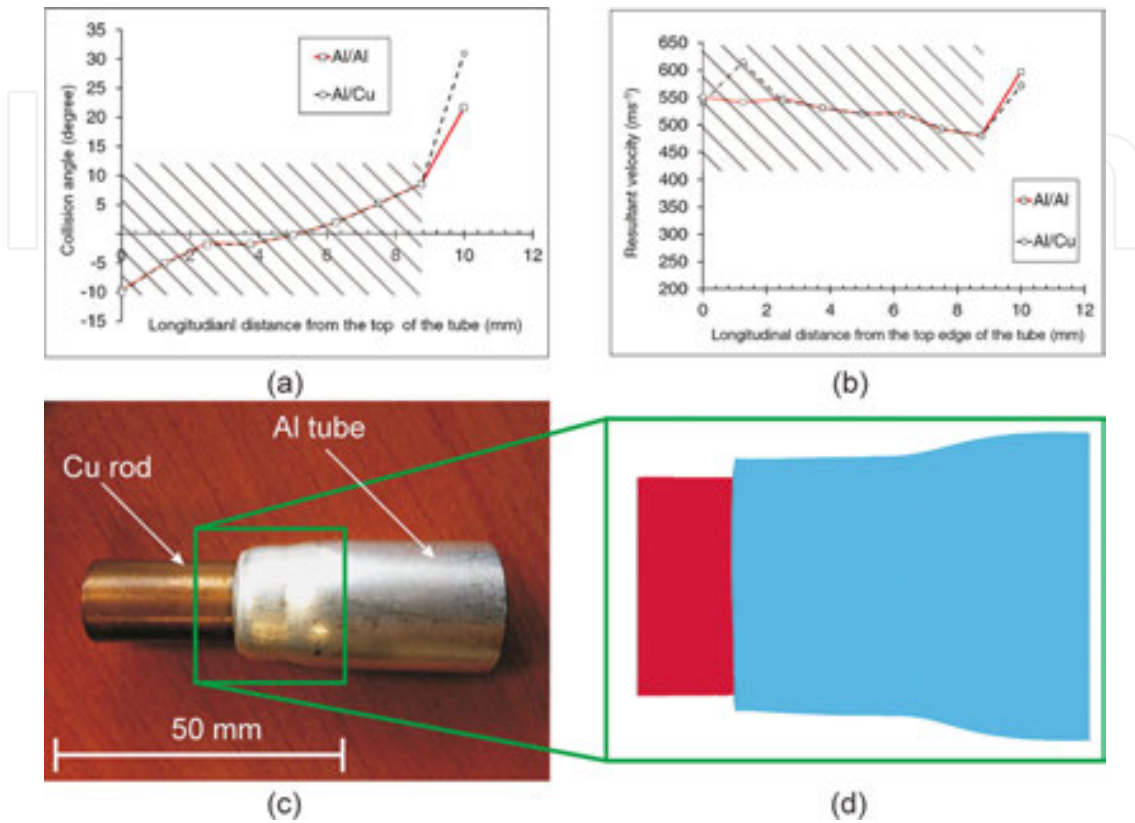 35
30
25
20
15
10
5
-5
-10
-15
0
2
4
6
8
10
12
Collision angle (degree)
Al/Al
Al/Cu
Longitudianl distance from the top of the tube (mm)
(a)
650
600
550
500
450
400
350
300
250
200
0
2
4
6
8
10
12
Resultant velocity (ms⁻¹)
Al/Al
Al/Cu
Longitudinal distance from the top edge of the tube (mm)
(b)
Al tube
Cu rod
50 mm
(c)
(d)